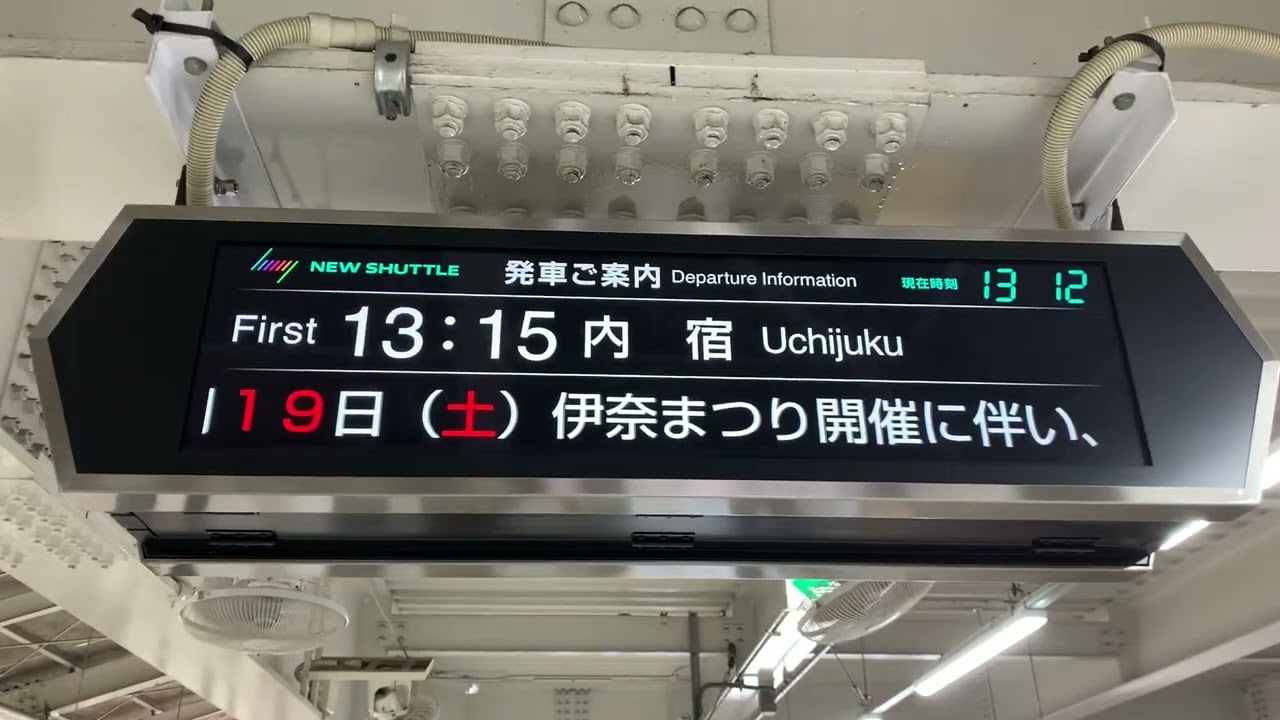 NEW SHUTTLE 発車ご案内 Departure Information 現在時刻 13 12
First 13:15 内 宿 Uchijuku
19日（土）伊奈まつり開催に伴い、